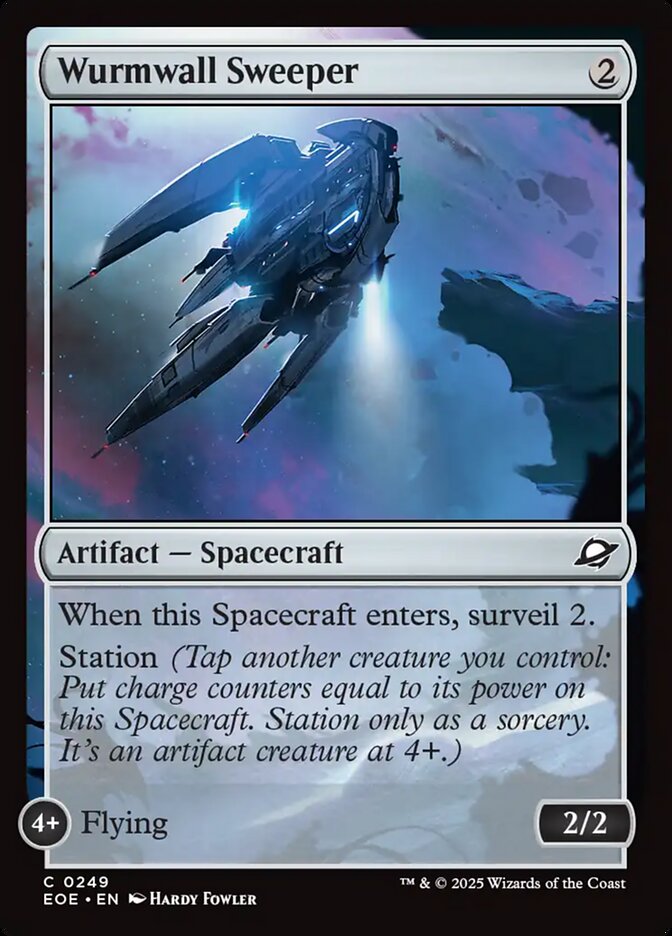 Wurmwall Sweeper 2
Artifact — Spacecraft
When this Spacecraft enters, surveil 2.
Station (Tap another creature you control:
Put charge counters equal to its power on
this Spacecraft. Station only as a sorcery.
It's an artifact creature at 4+.)
4+ Flying 2/2
C 0249
EOE • EN Hardy Fowler
™ & © 2025 Wizards of the Coast